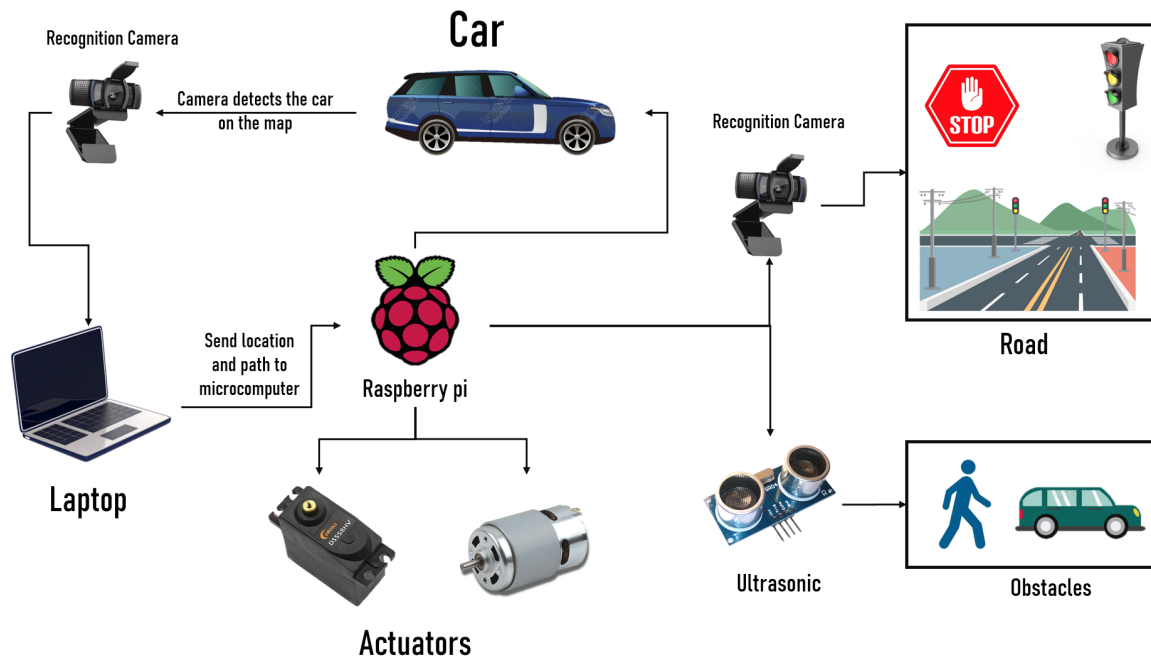 Car
Recognition Camera
Camera detects the car
on the map
Recognition Camera
STOP
Road
Send location
and path to
microcomputer
Raspberry pi
Laptop
Ultrasonic
Obstacles
Actuators